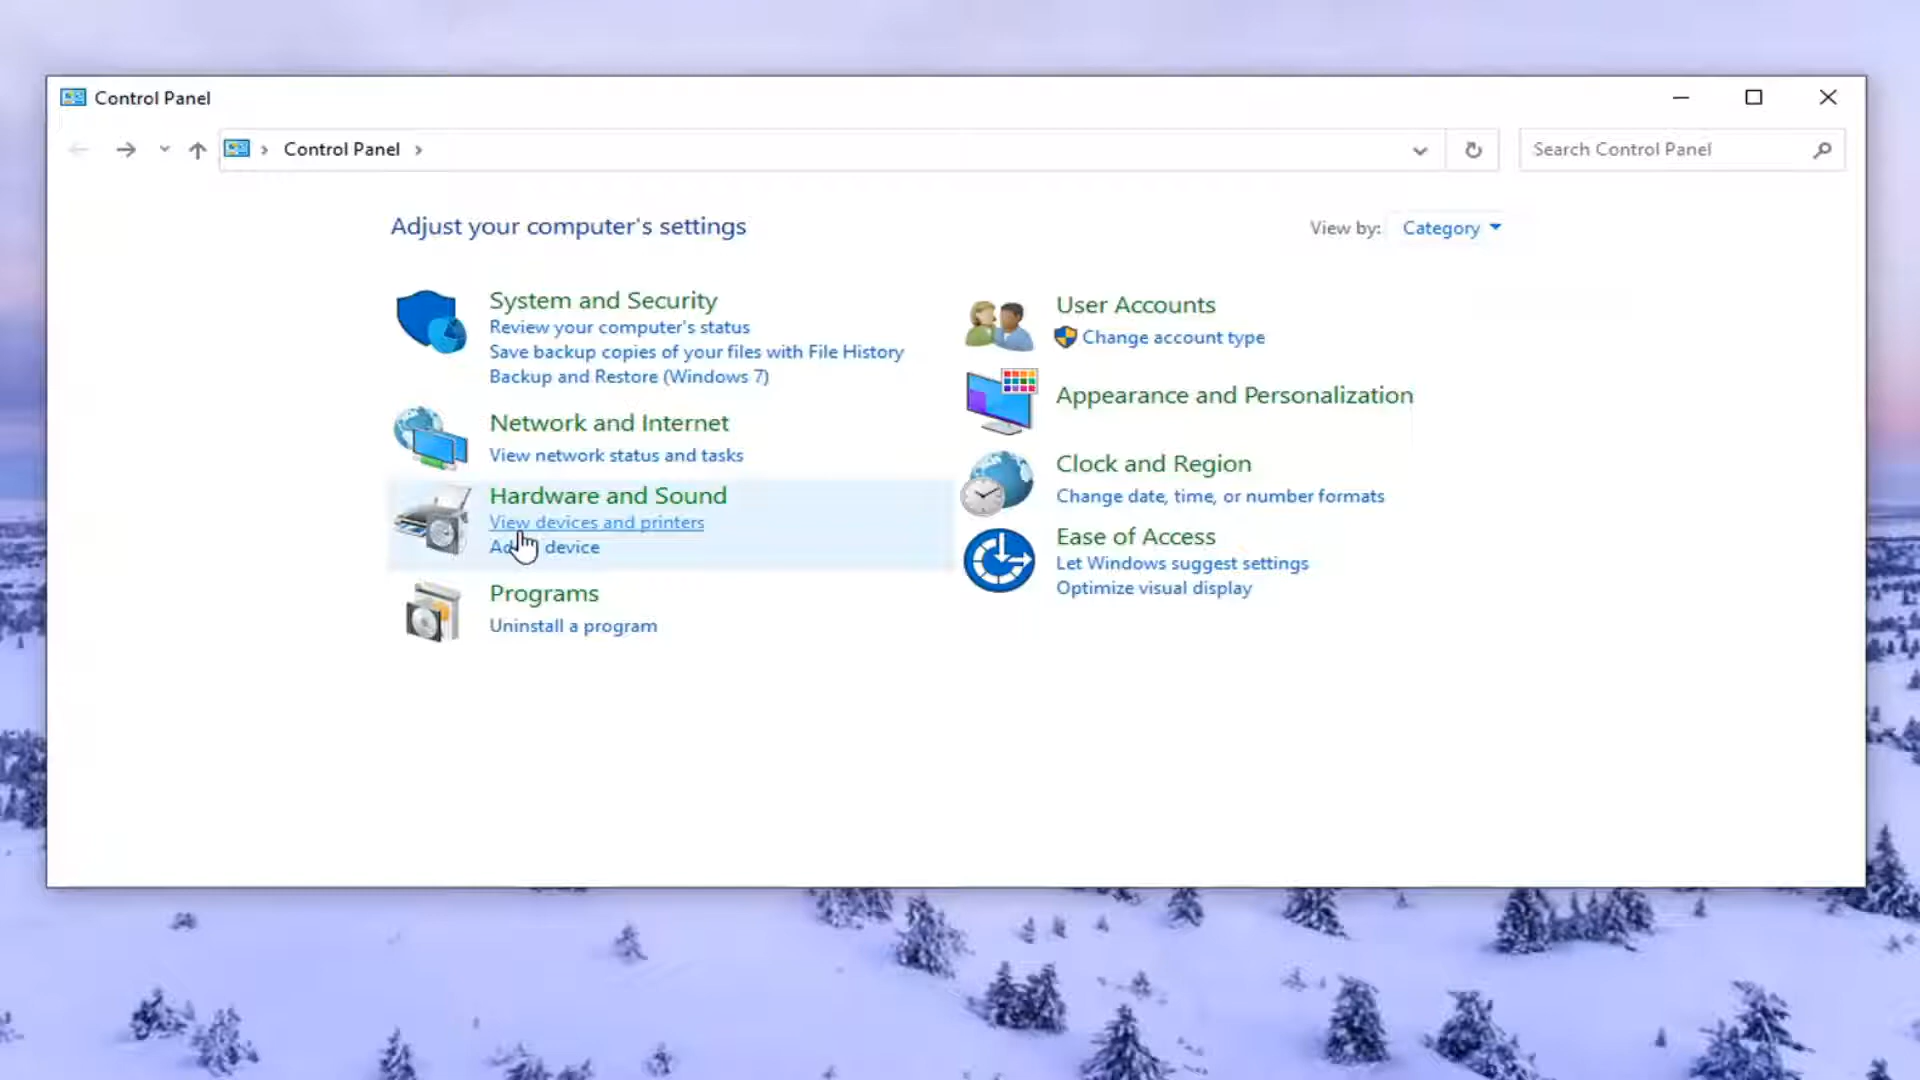 Control Panel
Control Panel
Search Control Panel
Adjust your computer's settings
View by: Category
System and Security
Review your computer's status
Save backup copies of your files with File History
Backup and Restore (Windows 7)
Network and Internet
View network status and tasks
Hardware and Sound
View devices and printers
device
Programs
Uninstall a program
User Accounts
Change account type
Appearance and Personalization
Clock and Region
Change date, time, or number formats
Ease of Access
Let Windows suggest settings
Optimize visual display